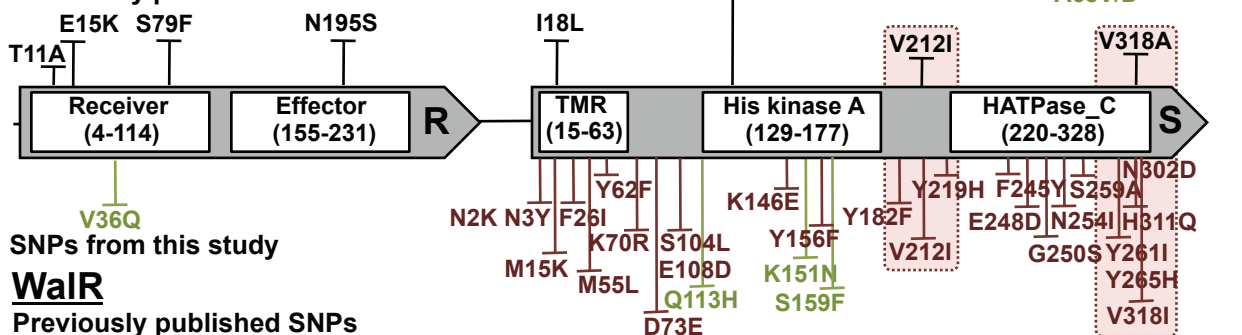 E15K S79F N195S I18L
T11A V212I V318A
Receiver Effector R TMR His kinase A HATPase_C S
(4-114) (155-231) (15-63) (129-177) (220-328)
N302D
Y62F Y219H F245Y S259A
K146E
V36Q N2K N3Y F26I Y182F E248D N254I H311Q
SNPs from this study K70R S104L Y156F V212I G250S Y261I
M15K E108D K151N Y265H
WalR M55L Q113H S159F V318I
Previously published SNPs D73E